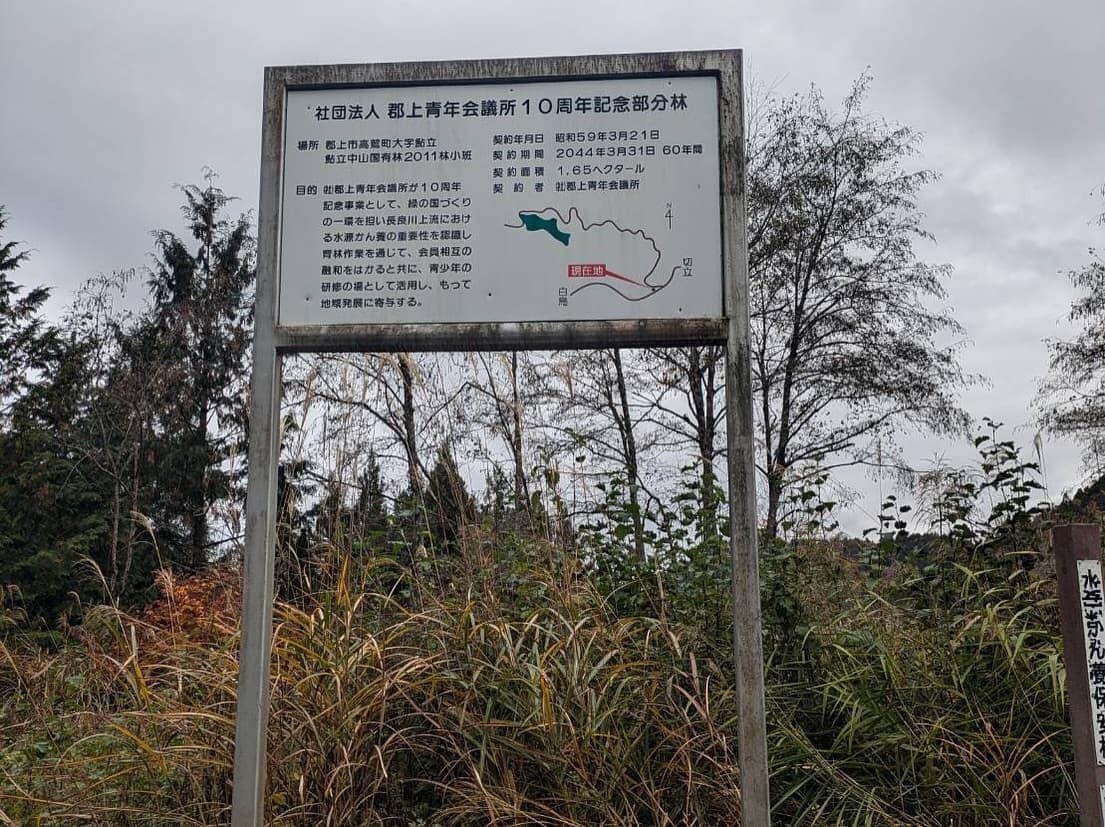 社団法人 郡上青年会議所10周年記念部分林
場所 郡上市高鷲町大字鮎立
鮎立中山国有林2011林小班
目的 ㈳郡上青年会議所が10周年
記念事業として、緑の国づくり
の一環を担い長良川上流におけ
る水源かん養の重要性を認識し
育林作業を通じて、会員相互の
融和をはかると共に、青少年の
研修の場として活用し、もって
地域発展に寄与する。
契約年月日 昭和59年3月21日
契約期間 2044年3月31日 60年間
契約面積 1.65ヘクタール
契約者 ㈳郡上青年会議所
N
現在地
切立
白鳥
水源かん養保安林